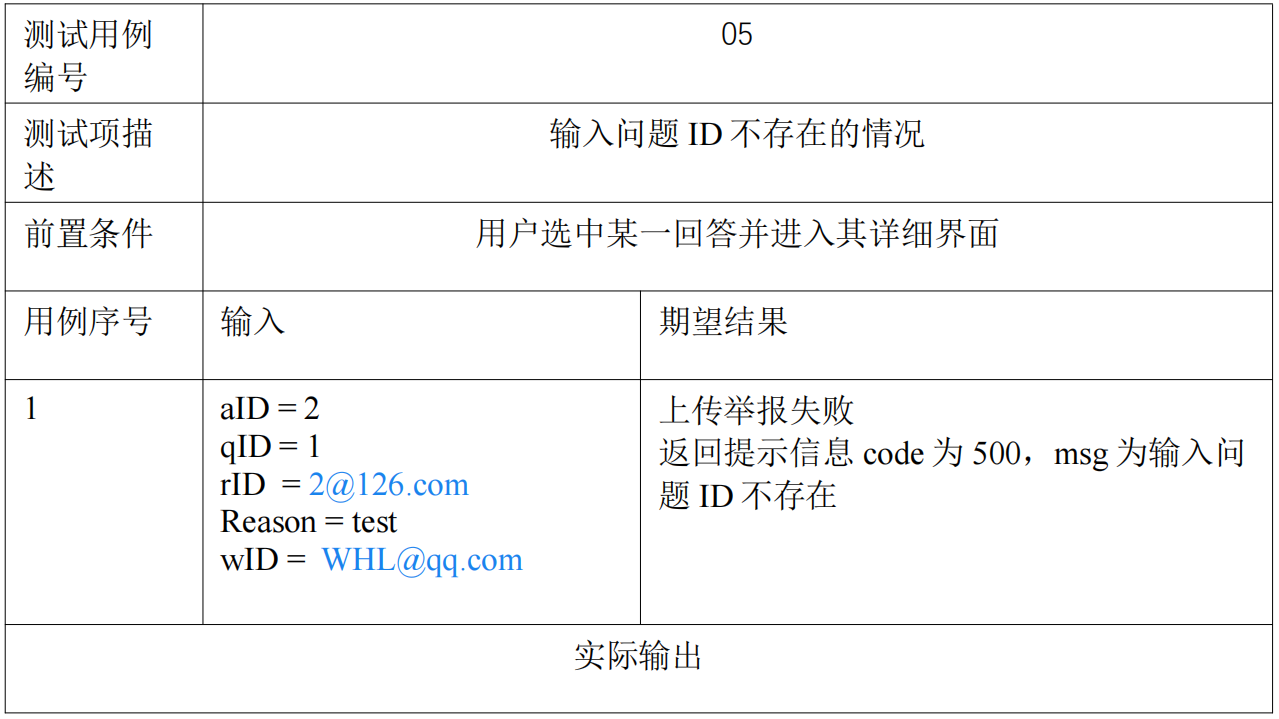 测试用例
编号
05
测试项描
述
输入问题 ID 不存在的情况
前置条件
用户选中某一回答并进入其详细界面
用例序号
输入
期望结果
1
aID = 2
qID = 1
rID = 2@126.com
Reason = test
wID = WHL@qq.com
上传举报失败
返回提示信息 code 为 500，msg 为输入问
题 ID 不存在
实际输出